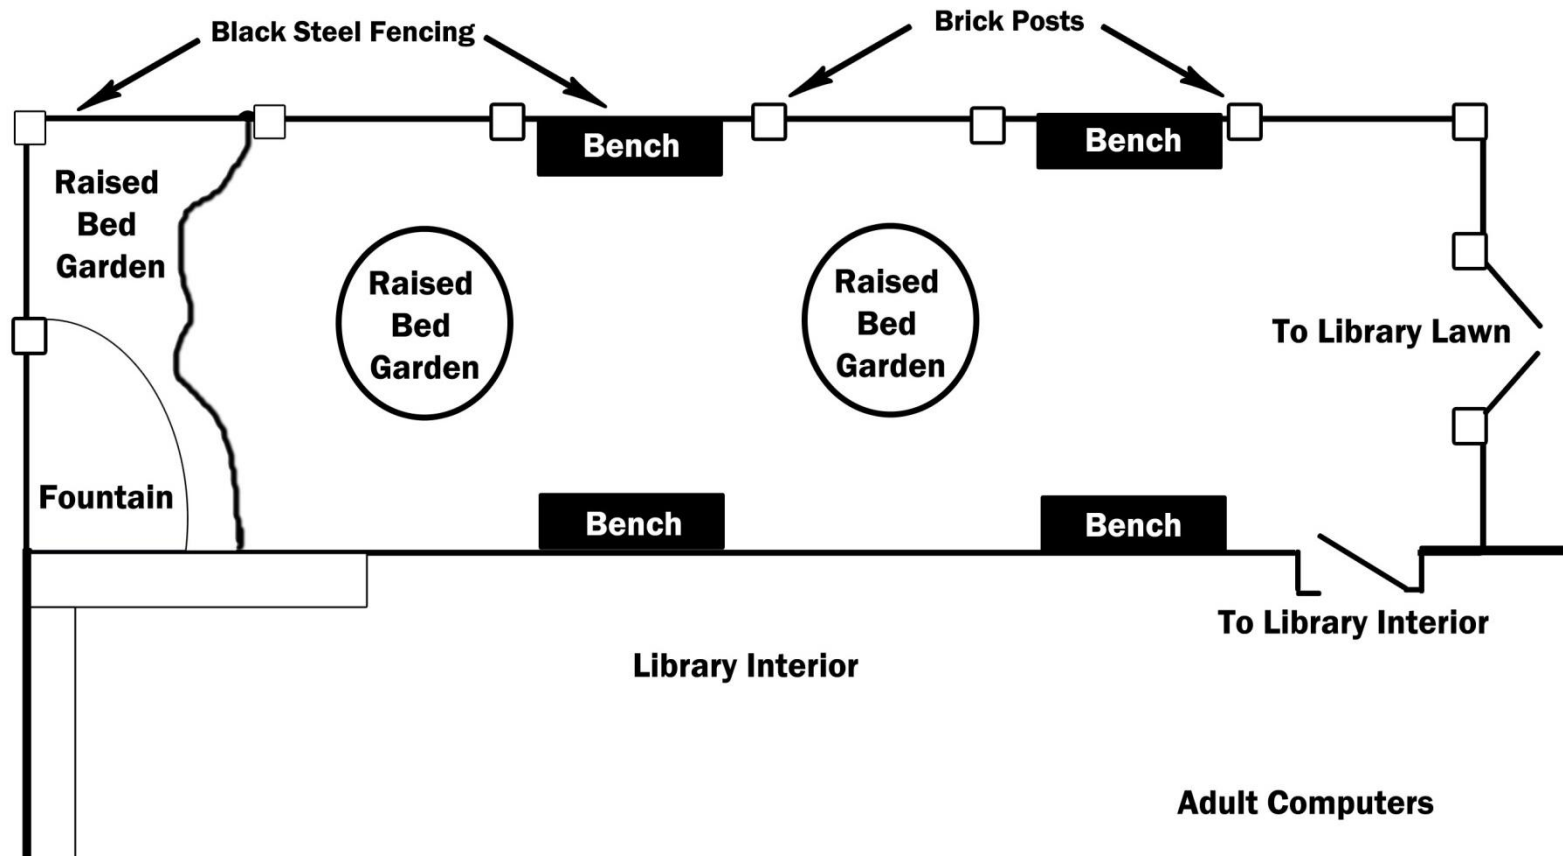 Black Steel Fencing
Brick Posts
Bench
Bench
Raised
Bed
Garden
Raised
Bed
Garden
Raised
Bed
Garden
To Library Lawn
Fountain
Bench
Bench
To Library Interior
Library Interior
Adult Computers